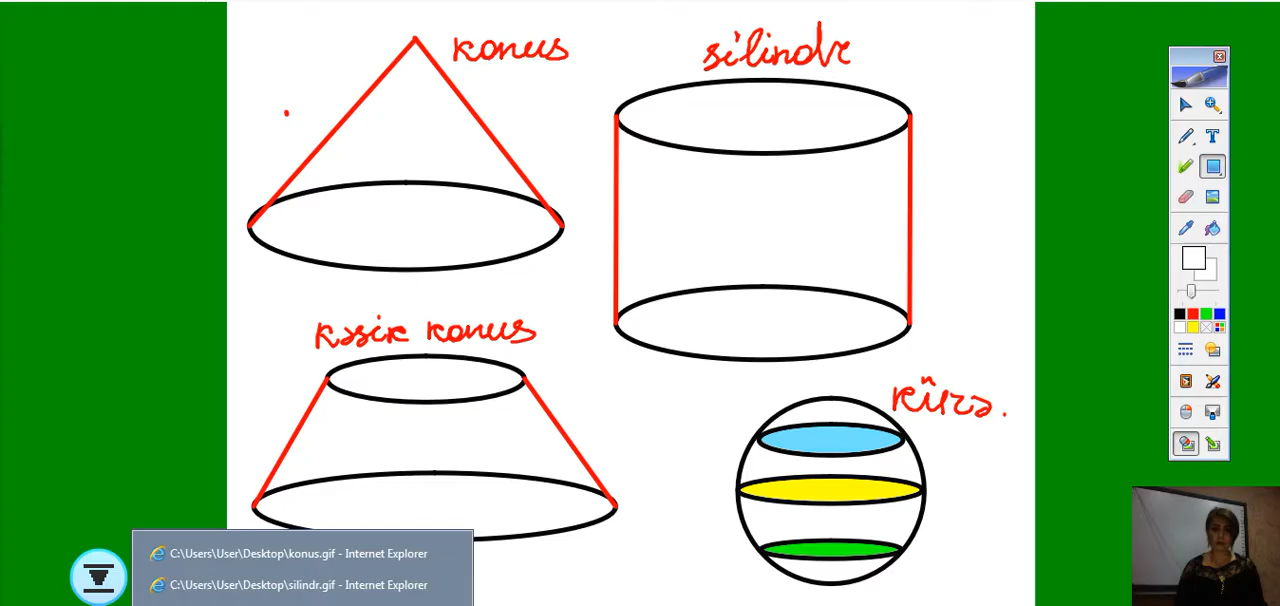 konus
silindr
kəsik konus
kürə.
C:\Users\User\Desktop\konus.gif - Internet Explorer
C:\Users\User\Desktop\silindr.gif - Internet Explorer
T